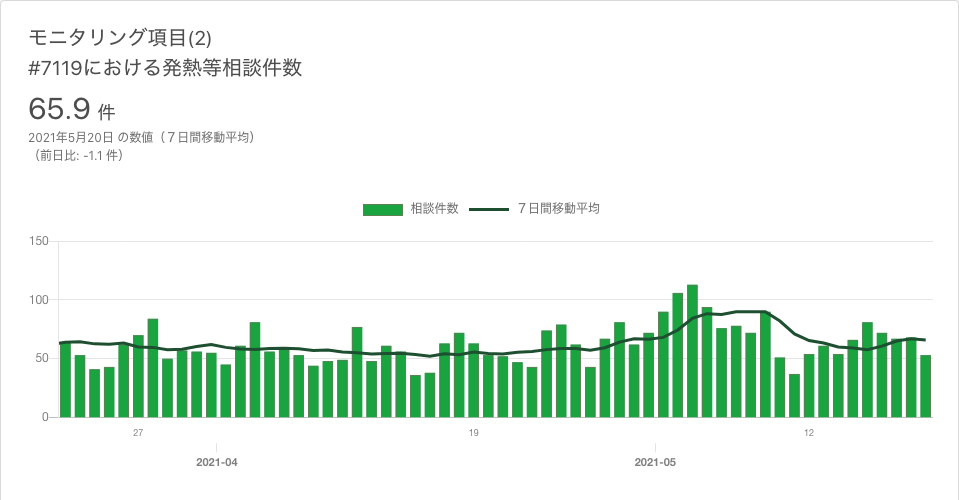 モニタリング項目(2)
#7119における発熱等相談件数
65.9 件
2021年5月20日 の数値（７日間移動平均）
（前日比: -1.1 件）
相談件数 ７日間移動平均
150
100
50
0
27 19 12
2021-04 2021-05